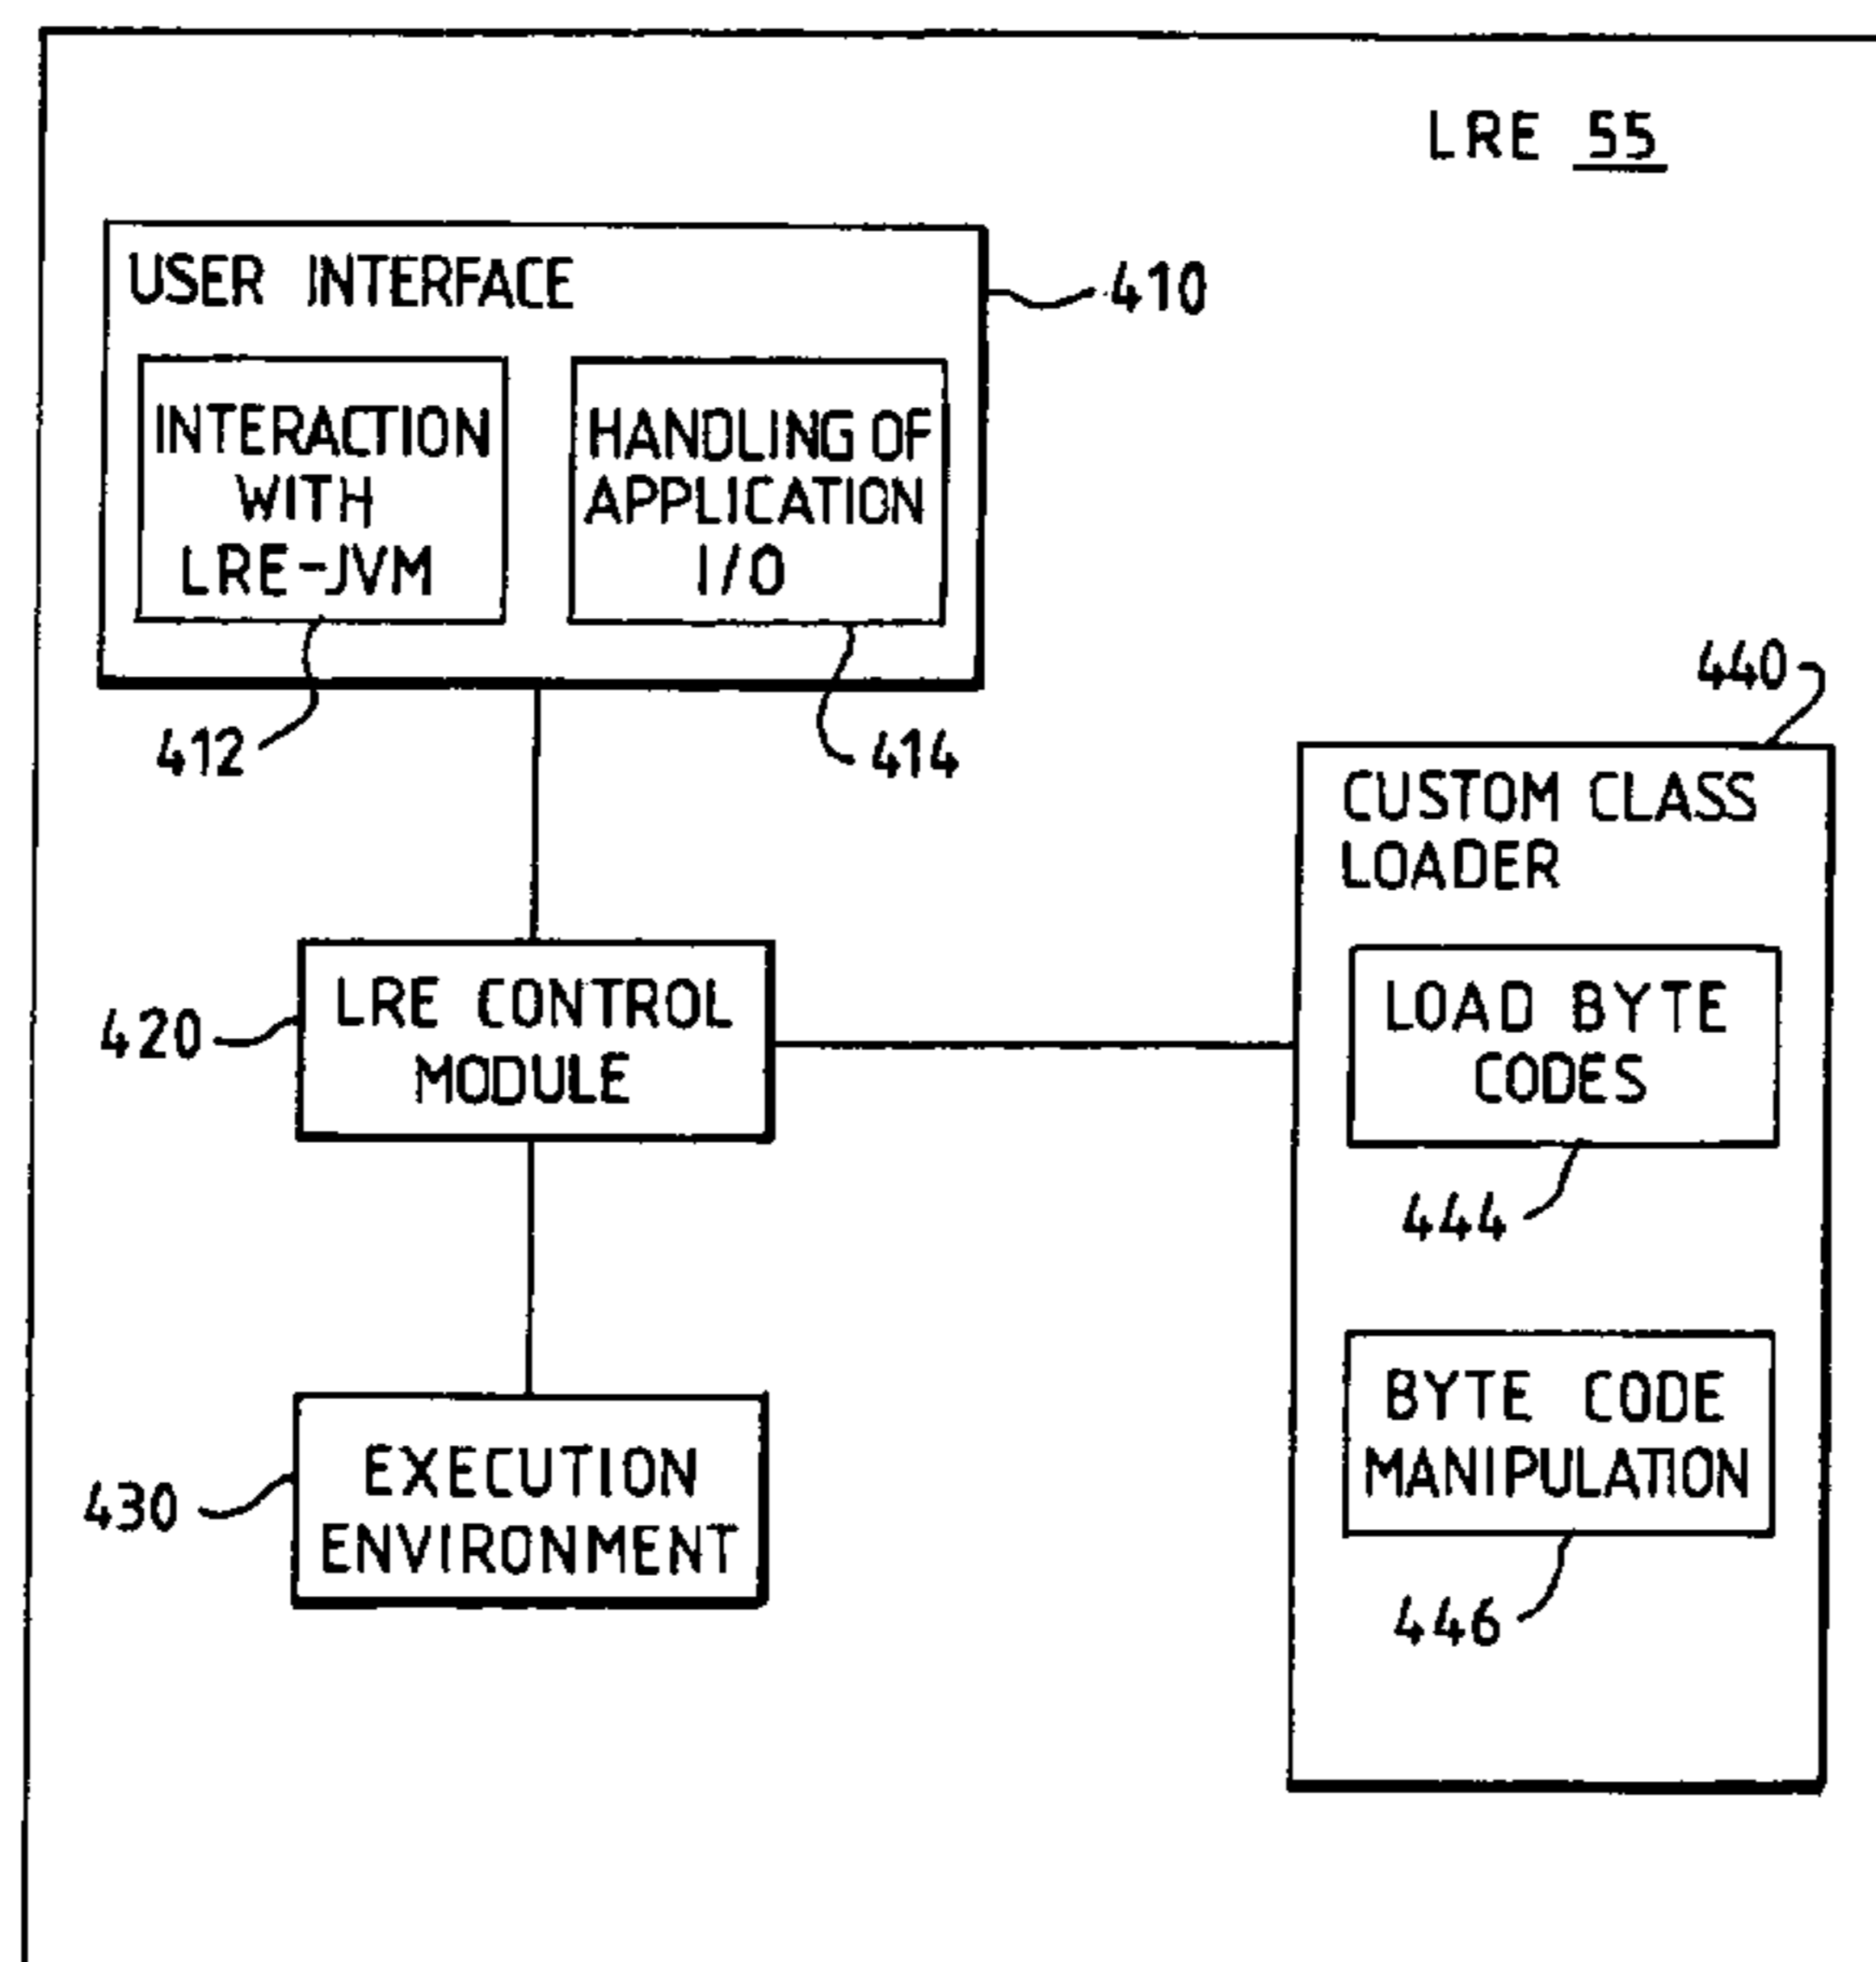 LRE 55
USER INTERFACE
410
INTERACTION
WITH
LRE-JVM
HANDLING OF
APPLICATION
I/O
412
414
440
CUSTOM CLASS
LOADER
LRE CONTROL
MODULE
420
LOAD BYTE
CODES
444
BYTE CODE
MANIPULATION
446
EXECUTION
ENVIRONMENT
430